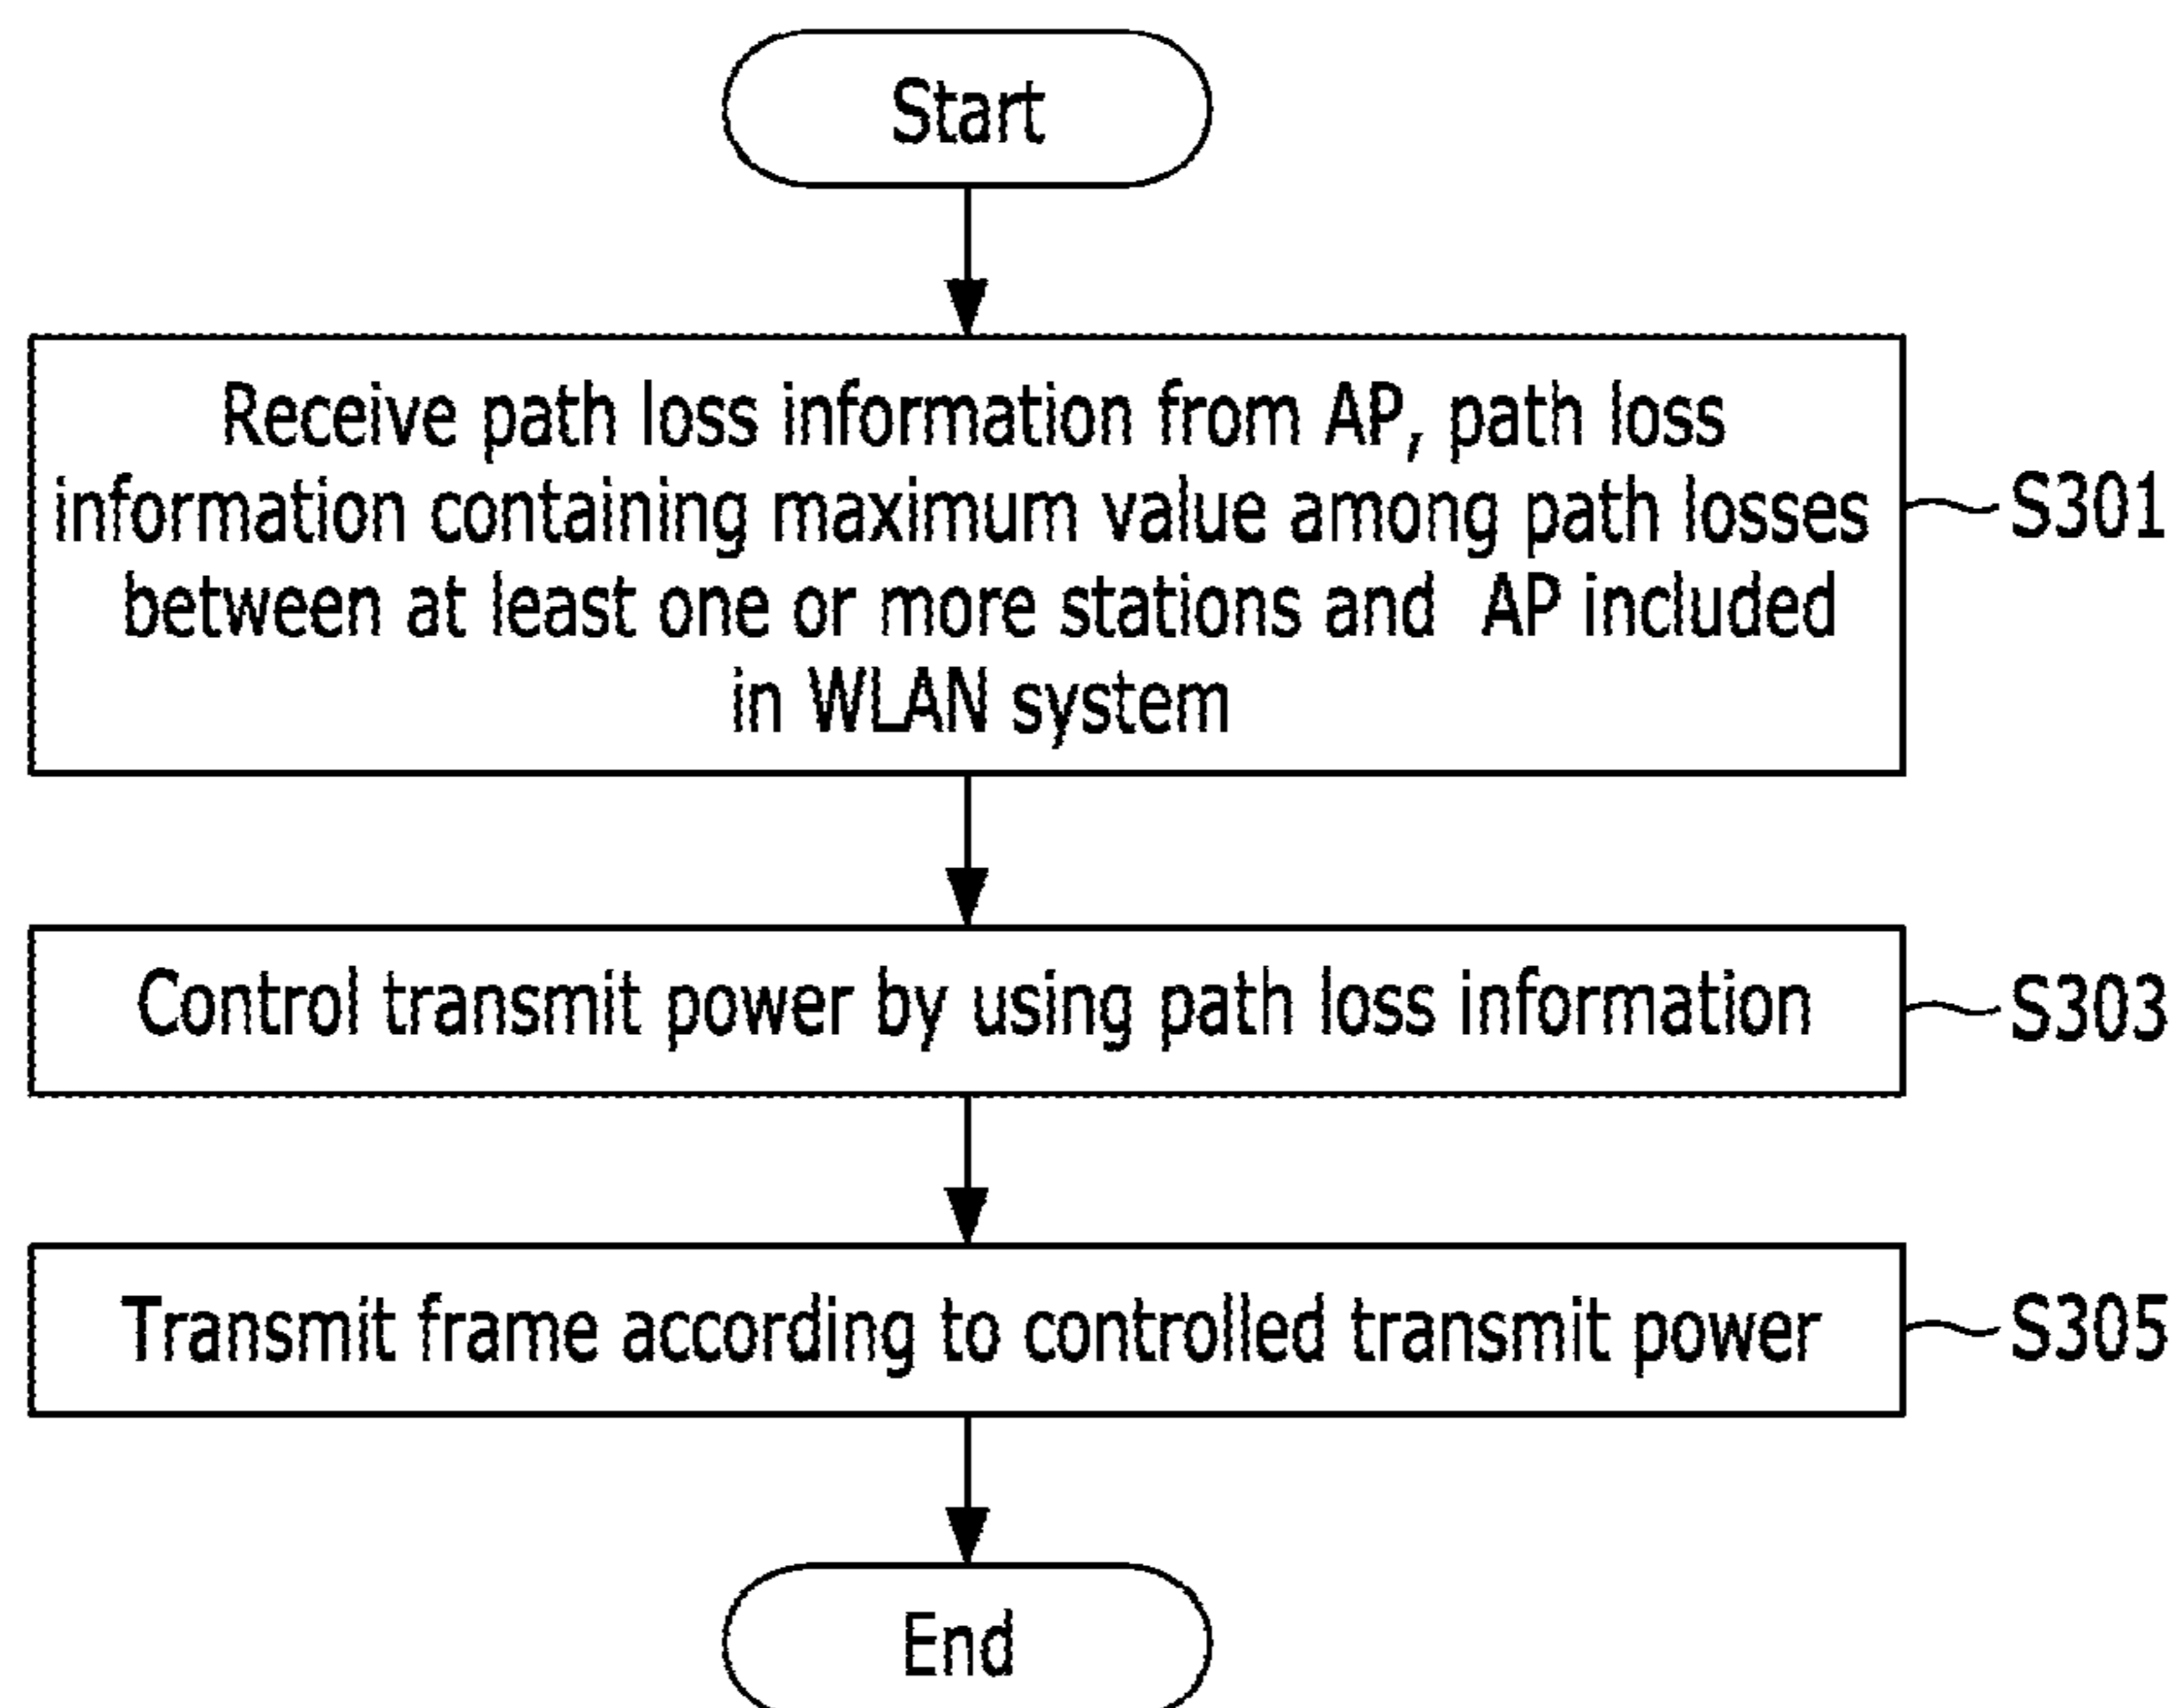 Start
Receive path loss information from AP, path loss
information containing maximum value among path losses
between at least one or more stations and AP included
in WLAN system
S301
Control transmit power by using path loss information
S303
Transmit frame according to controlled transmit power
S305
End